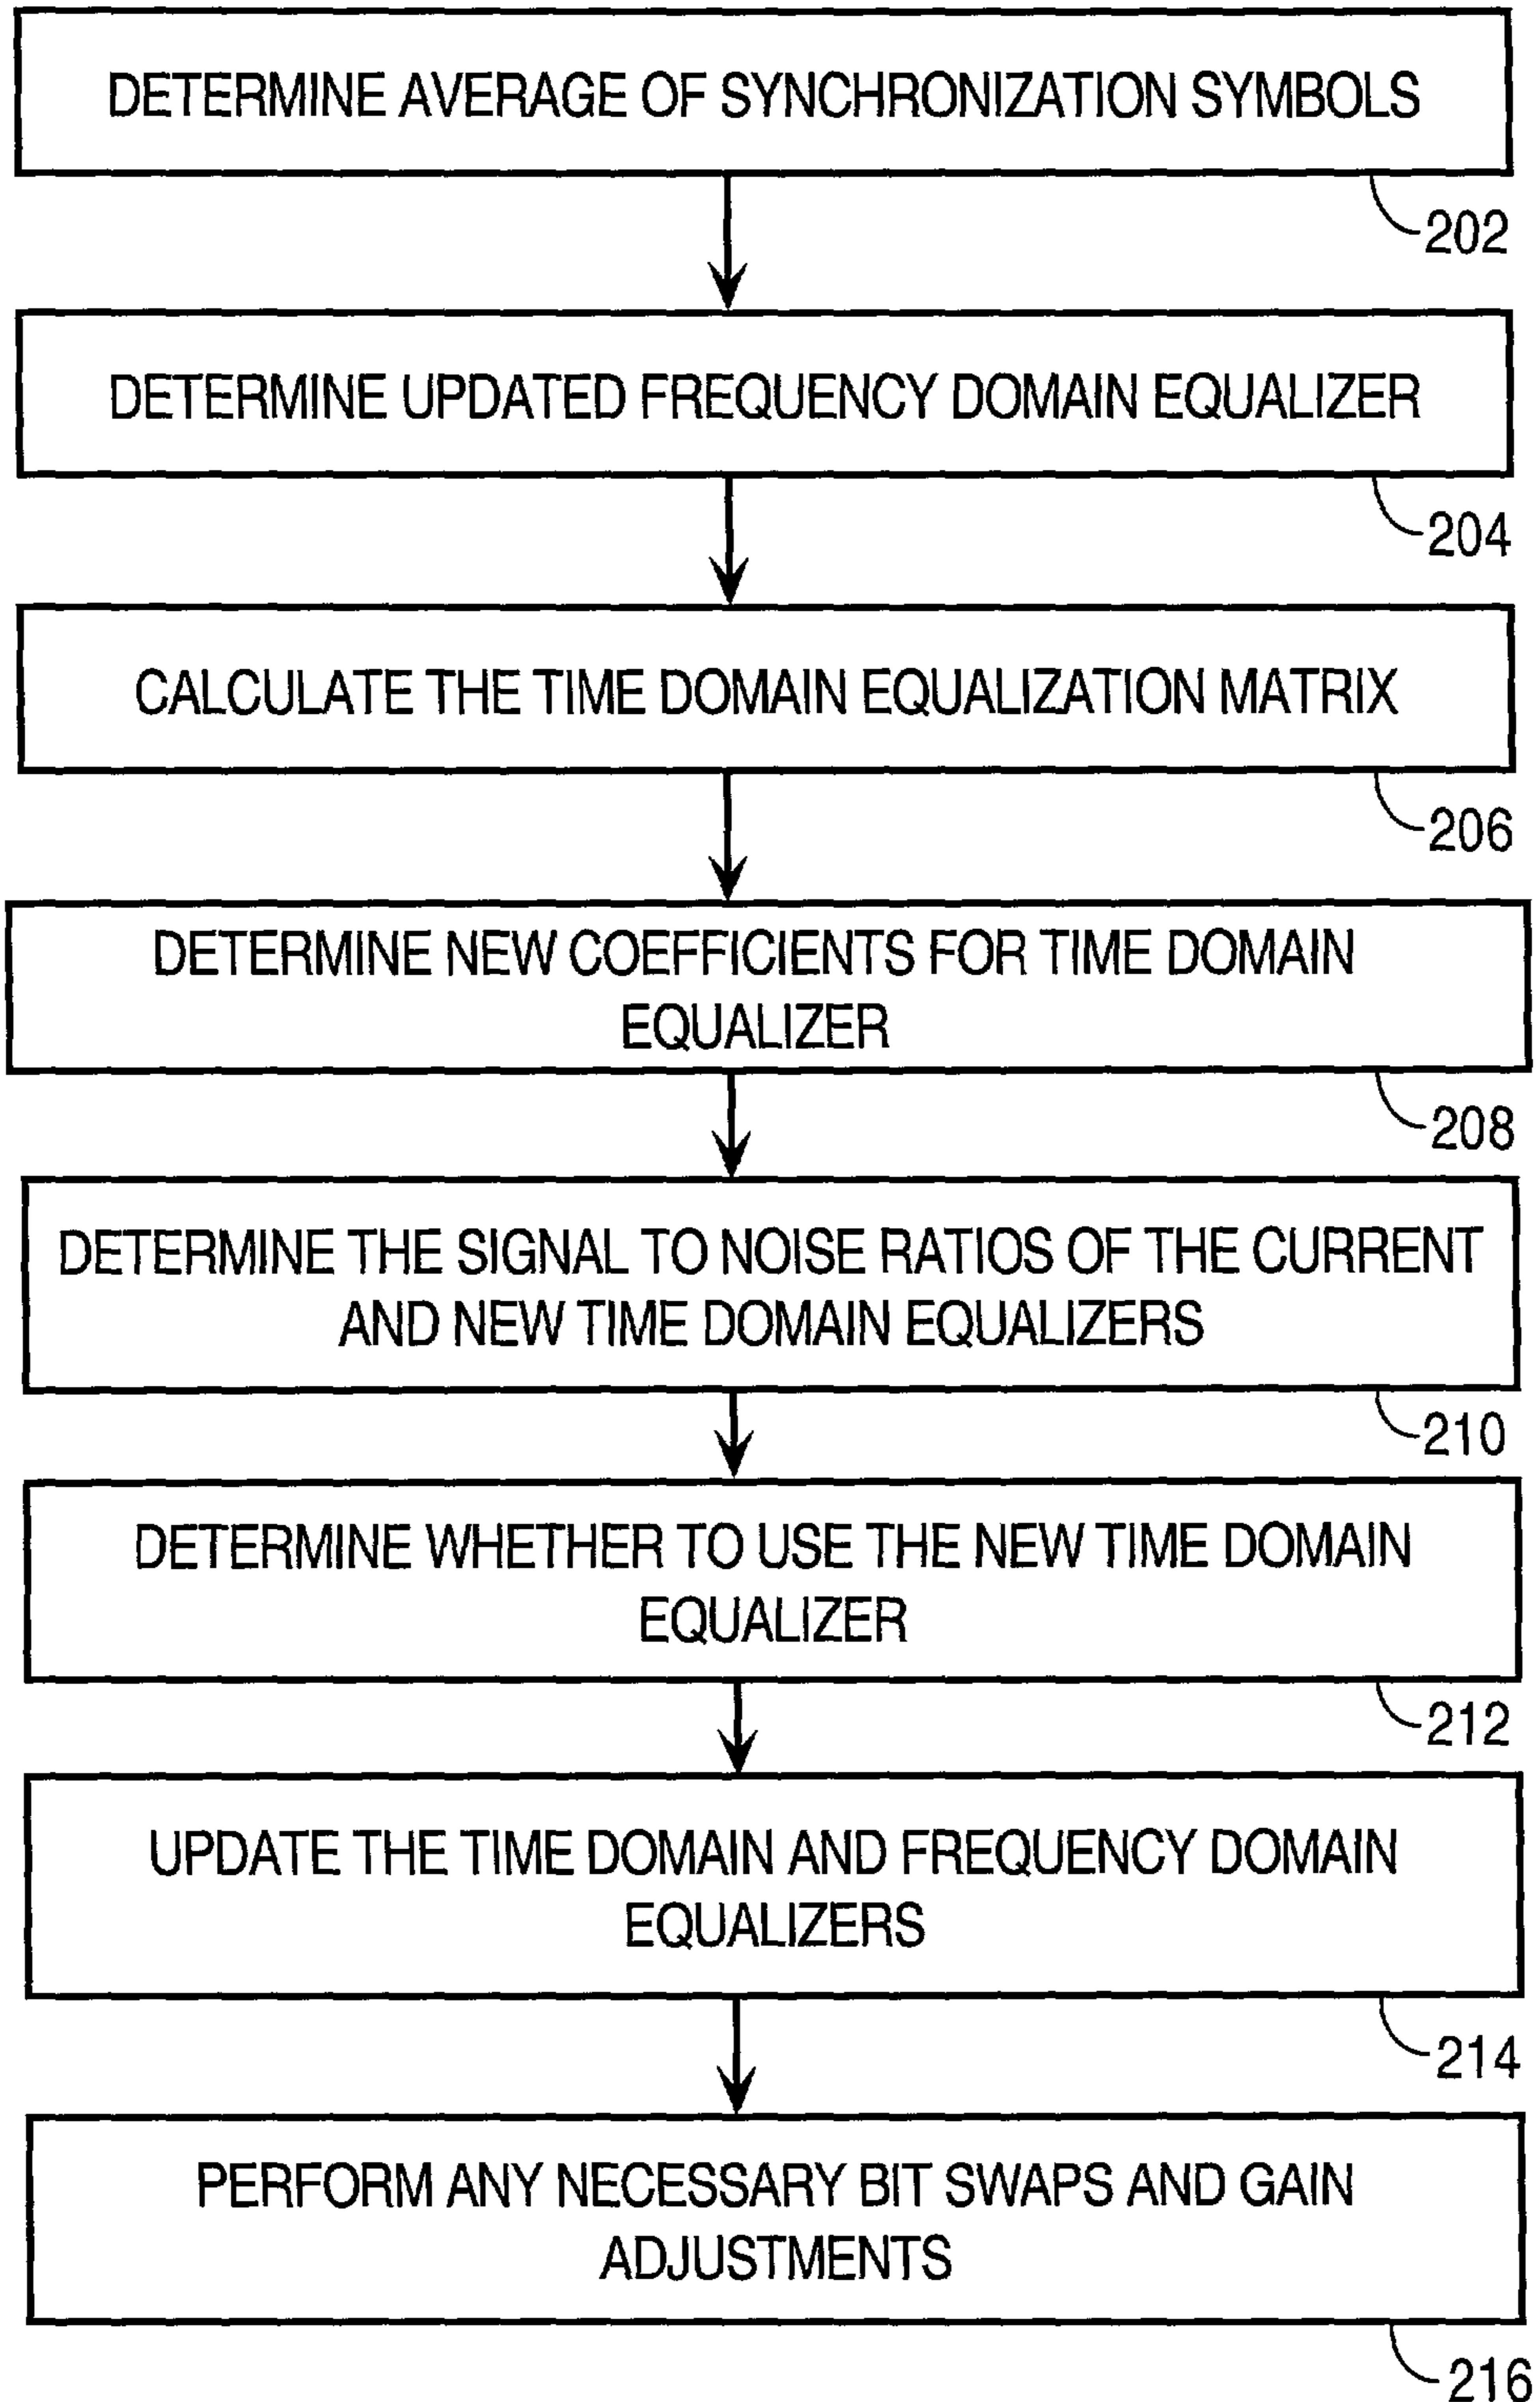 DETERMINE AVERAGE OF SYNCHRONIZATION SYMBOLS
202
DETERMINE UPDATED FREQUENCY DOMAIN EQUALIZER
204
CALCULATE THE TIME DOMAIN EQUALIZATION MATRIX
206
DETERMINE NEW COEFFICIENTS FOR TIME DOMAIN
EQUALIZER
208
DETERMINE THE SIGNAL TO NOISE RATIOS OF THE CURRENT
AND NEW TIME DOMAIN EQUALIZERS
210
DETERMINE WHETHER TO USE THE NEW TIME DOMAIN
EQUALIZER
212
UPDATE THE TIME DOMAIN AND FREQUENCY DOMAIN
EQUALIZERS
214
PERFORM ANY NECESSARY BIT SWAPS AND GAIN
ADJUSTMENTS
216